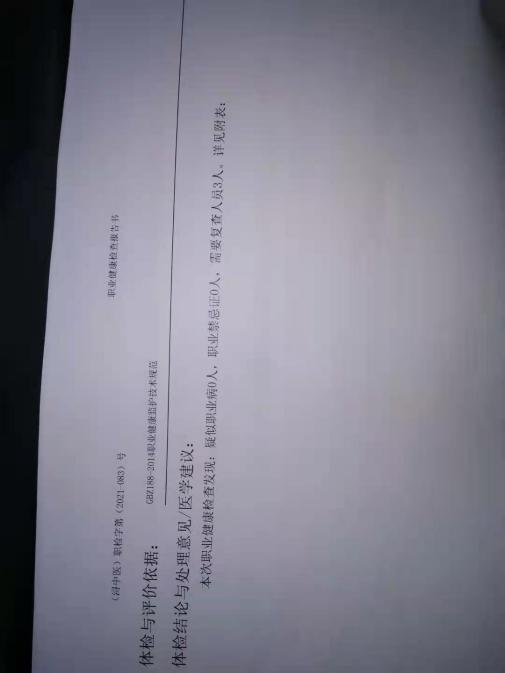 （浔中医）职检字第（2021-083）号
职业健康检查报告书
体检与评价依据：
GBZ188-2014职业健康监护技术规范
体检结论与处理意见/医学建议：
本次职业健康检查发现：疑似职业病0人，职业禁忌证0人，需要复查人员3人。详见附表：